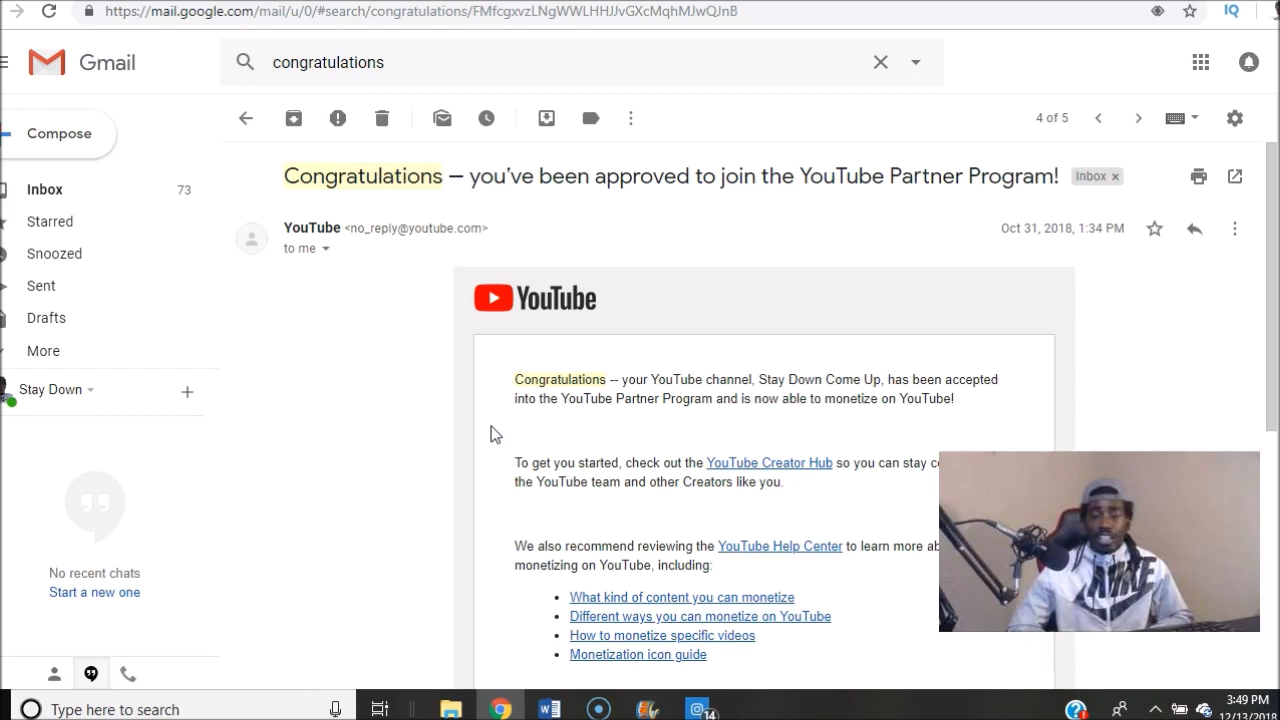 https://mail.google.com/mail/u/0/#search/congratulations/FMfcgxvzLNgWWLHHJJvGXcMqhMJwQJnB
IQ
Gmail
congratulations
Compose
4 of 5
Congratulations – you've been approved to join the YouTube Partner Program!
Inbox ×
Inbox 73
Starred
Snoozed
Sent
Drafts
More
YouTube <no_reply@youtube.com>
Oct 31, 2018, 1:34 PM
to me
YouTube
Congratulations -- your YouTube channel, Stay Down Come Up, has been accepted
into the YouTube Partner Program and is now able to monetize on YouTube!
Stay Down
To get you started, check out the YouTube Creator Hub so you can stay
the YouTube team and other Creators like you.
We also recommend reviewing the YouTube Help Center to learn more
monetizing on YouTube, including:
• What kind of content you can monetize
• Different ways you can monetize on YouTube
• How to monetize specific videos
• Monetization icon guide
No recent chats
Start a new one
Type here to search
14
3:49 PM
12/13/2018